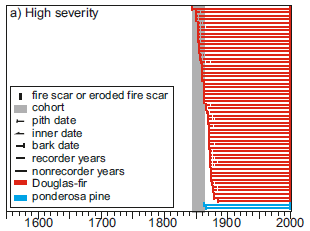 a) High severity
fire scar or eroded fire scar
cohort
pith date
inner date
bark date
recorder years
nonrecorder years
Douglas-fir
ponderosa pine
1600 1700 1800 1900 2000